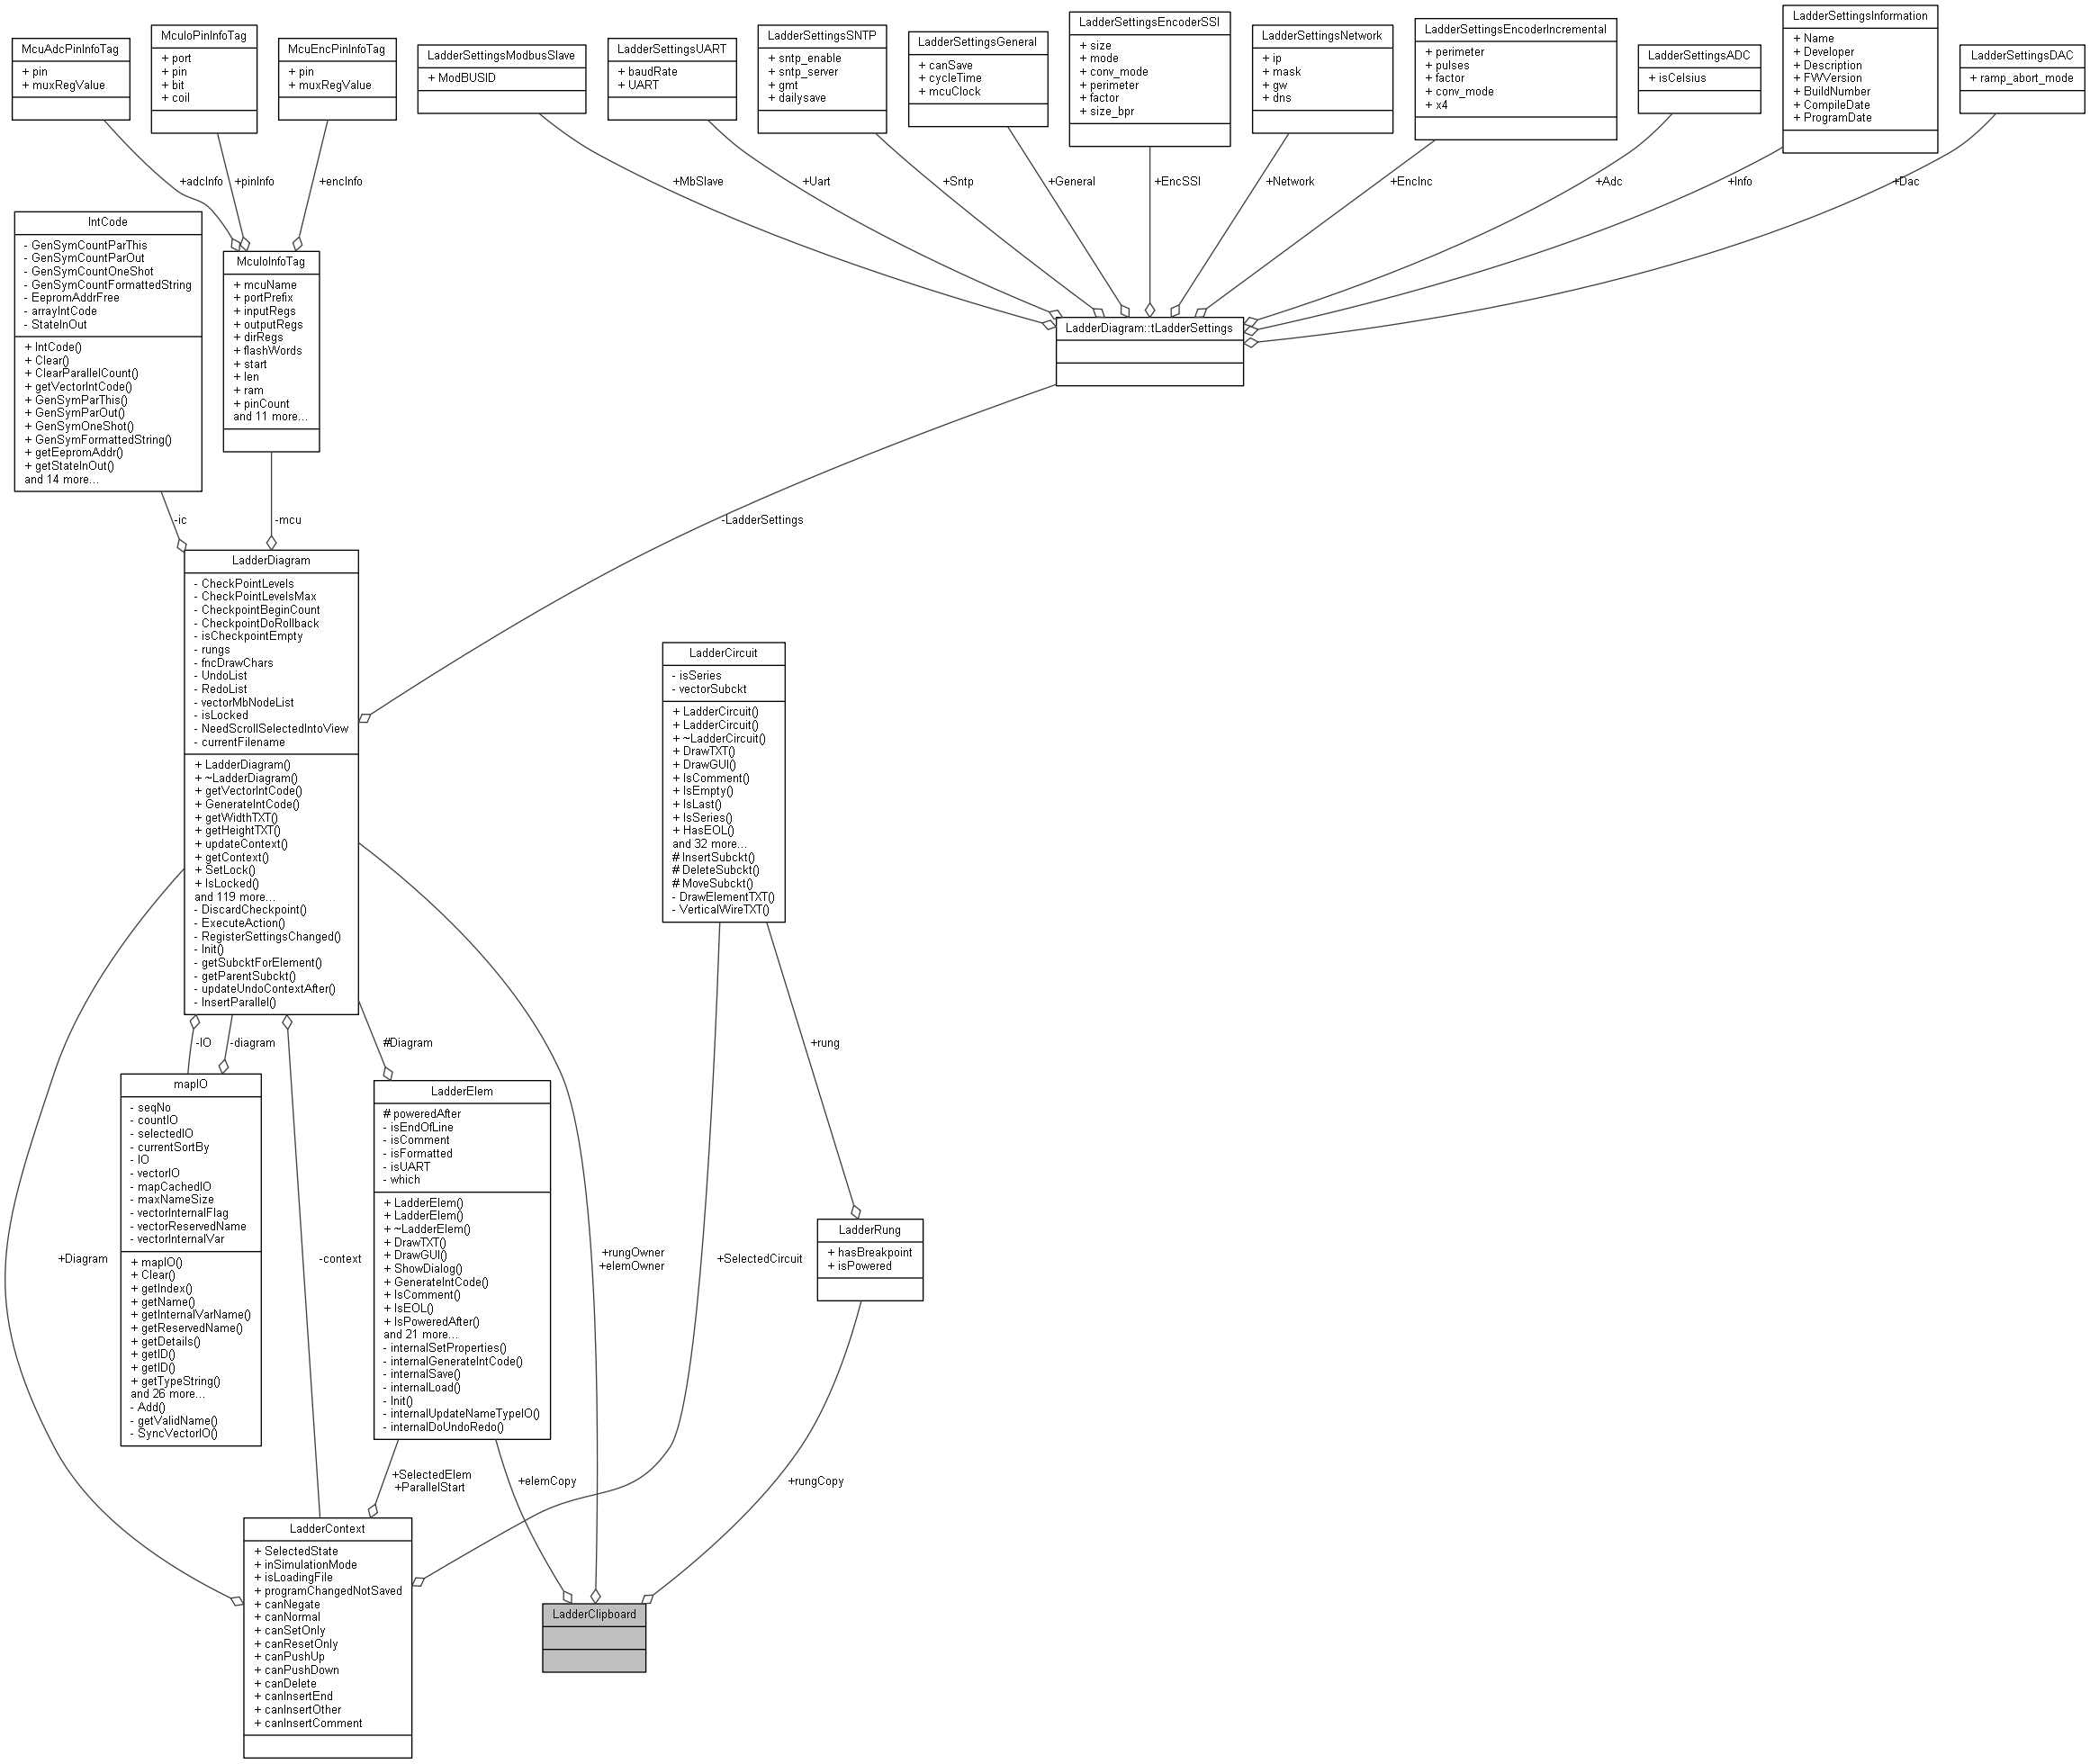 McuAdcPinInfoTag
+ pin
+ muxRegValue
McuIoPinInfoTag
+ port
+ pin
+ bit
+ coil
McuEncPinInfoTag
+ pin
+ muxRegValue
LadderSettingsModbusSlave
+ ModBUSID
LadderSettingsUART
+ baudRate
+ UART
LadderSettingsSNTP
+ sntp_enable
+ sntp_server
+ gmt
+ dailysave
LadderSettingsGeneral
+ canSave
+ cycleTime
+ mcuClock
LadderSettingsEncoderSSI
+ size
+ mode
+ conv_mode
+ perimeter
+ factor
+ size_bpr
LadderSettingsNetwork
+ ip
+ mask
+ gw
+ dns
LadderSettingsEncoderIncremental
+ perimeter
+ pulses
+ factor
+ conv_mode
+ x4
LadderSettingsADC
+ isCelsius
LadderSettingsInformation
+ Name
+ Developer
+ Description
+ FWVersion
+ BuildNumber
+ CompileDate
+ ProgramDate
LadderSettingsDAC
+ ramp_abort_mode
+adcInfo
+pinInfo
+encInfo
+MbSlave
+Uart
+Sntp
+General
+EncSSI
+Network
+EncInc
+Adc
+Info
+Dac
IntCode
- GenSymCountParThis
- GenSymCountParOut
- GenSymCountOneShot
- GenSymCountFormattedString
- EepromAddrFree
- arrayIntCode
- StateInOut
+ IntCode()
+ Clear()
+ ClearParallelCount()
+ getVectorIntCode()
+ GenSymParThis()
+ GenSymParOut()
+ GenSymOneShot()
+ GenSymFormattedString()
+ getEepromAddr()
+ getStateInOut()
and 14 more...
McuIoInfoTag
+ mcuName
+ portPrefix
+ inputRegs
+ outputRegs
+ dirRegs
+ flashWords
+ start
+ len
+ ram
+ pinCount
and 11 more...
LadderDiagram::tLadderSettings
-ic
-mcu
-LadderSettings
LadderDiagram
- CheckPointLevels
- CheckPointLevelsMax
- CheckpointBeginCount
- CheckpointDoRollback
- isCheckpointEmpty
- rungs
- fncDrawChars
- UndoList
- RedoList
- vectorMbNodeList
- isLocked
- NeedScrollSelectedIntoView
- currentFilename
+ LadderDiagram()
+ ~LadderDiagram()
+ getVectorIntCode()
+ GenerateIntCode()
+ getWidthTXT()
+ getHeightTXT()
+ updateContext()
+ getContext()
+ SetLock()
+ IsLocked()
and 119 more...
- DiscardCheckpoint()
- ExecuteAction()
- RegisterSettingsChanged()
- Init()
- getSubcktForElement()
- getParentSubckt()
- updateUndoContextAfter()
- InsertParallel()
LadderCircuit
- isSeries
- vectorSubckt
+ LadderCircuit()
+ LadderCircuit()
+ ~LadderCircuit()
+ DrawTXT()
+ DrawGUI()
+ IsComment()
+ IsEmpty()
+ IsLast()
+ IsSeries()
+ HasEOL()
and 32 more...
# InsertSubckt()
# DeleteSubckt()
# MoveSubckt()
- DrawElementTXT()
- VerticalWireTXT()
-IO
-diagram
#Diagram
+rung
mapIO
- seqNo
- countIO
- selectedIO
- currentSortBy
- IO
- vectorIO
- mapCachedIO
- maxNameSize
- vectorInternalFlag
- vectorReservedName
- vectorInternalVar
+ mapIO()
+ Clear()
+ getIndex()
+ getName()
+ getInternalVarName()
+ getReservedName()
+ getDetails()
+ getID()
+ getID()
+ getTypeString()
and 26 more...
- Add()
- getValidName()
- SyncVectorIO()
LadderElem
# poweredAfter
- isEndOfLine
- isComment
- isFormatted
- isUART
- which
+ LadderElem()
+ LadderElem()
+ ~LadderElem()
+ DrawTXT()
+ DrawGUI()
+ ShowDialog()
+ GenerateIntCode()
+ IsComment()
+ IsEOL()
+ IsPoweredAfter()
and 21 more...
- internalSetProperties()
- internalGenerateIntCode()
- internalSave()
- internalLoad()
- Init()
- internalUpdateNameTypeIO()
- internalDoUndoRedo()
LadderRung
+ hasBreakpoint
+ isPowered
+Diagram
-context
+rungOwner
+elemOwner
+SelectedCircuit
+SelectedElem
+ParallelStart
+elemCopy
+rungCopy
LadderContext
+ SelectedState
+ inSimulationMode
+ isLoadingFile
+ programChangedNotSaved
+ canNegate
+ canNormal
+ canSetOnly
+ canResetOnly
+ canPushUp
+ canPushDown
+ canDelete
+ canInsertEnd
+ canInsertOther
+ canInsertComment
LadderClipboard